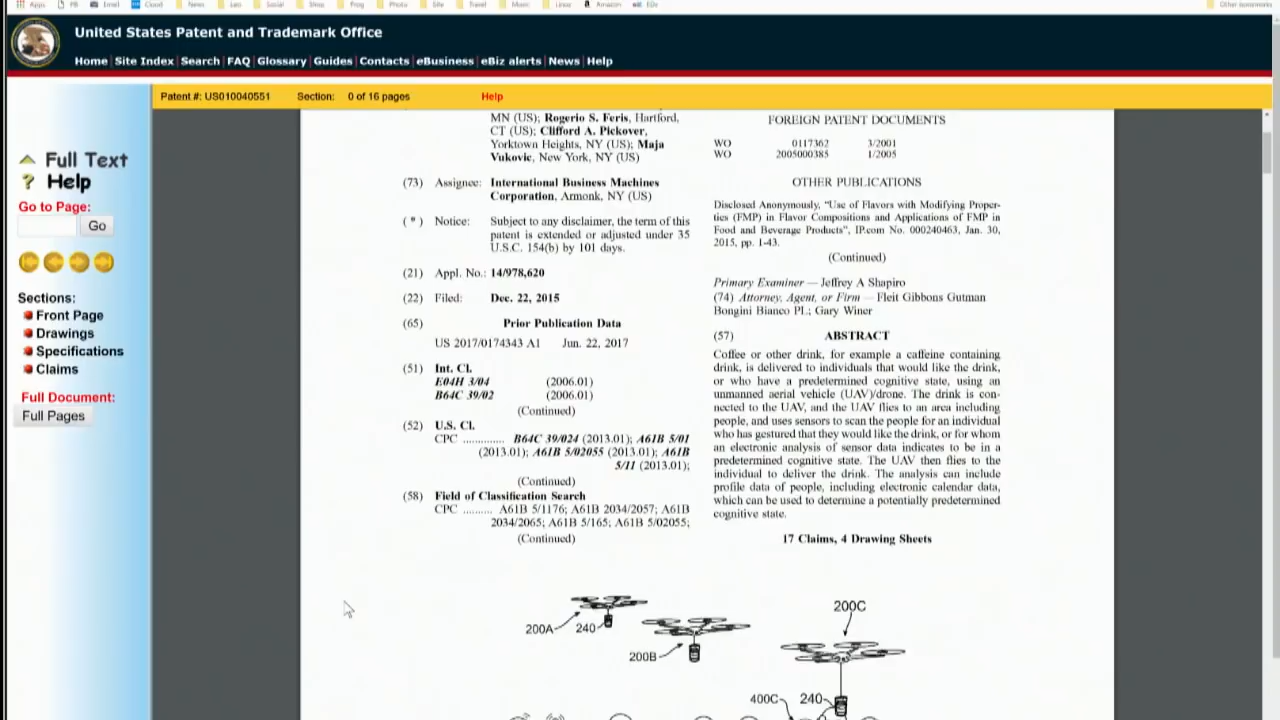 Apps PB Email Cloud News Leo Social Shop Frog Photo Site Travel Music Linux Amazon EDs Other bookmarks
United States Patent and Trademark Office
Home Site Index Search FAQ Glossary Guides Contacts eBusiness eBiz alerts News Help
Patent #: US010040551 Section: 0 of 16 pages Help
Full Text
Help
Go to Page:
Go
Sections:
Front Page
Drawings
Specifications
Claims
Full Document:
Full Pages
MN (US); Rogerio S. Feris, Hartford,
CT (US); Clifford A. Pickover,
Yorktown Heights, NY (US); Maja
Vukovic, New York, NY (US)
(73) Assignee: International Business Machines
Corporation, Armonk, NY (US)
(*) Notice: Subject to any disclaimer, the term of this
patent is extended or adjusted under 35
U.S.C. 154(b) by 101 days.
(21) Appl. No.: 14/978,620
(22) Filed: Dec. 22, 2015
(65) Prior Publication Data
US 2017/0174343 A1 Jun. 22, 2017
(51) Int. Cl.
E04H 3/04 (2006.01)
B64C 39/02 (2006.01)
(Continued)
(52) U.S. Cl.
CPC ............. B64C 39/024 (2013.01); A61B 5/01
(2013.01); A61B 5/02055 (2013.01); A61B
5/11 (2013.01);
(Continued)
(58) Field of Classification Search
CPC ......... A61B 5/1176; A61B 2034/2057; A61B
2034/2065; A61B 5/165; A61B 5/02055;
(Continued)
FOREIGN PATENT DOCUMENTS
WO 0117362 3/2001
WO 2005000385 1/2005
OTHER PUBLICATIONS
Disclosed Anonymously, "Use of Flavors with Modifying Proper-
ties (FMP) in Flavor Compositions and Applications of FMP in
Food and Beverage Products", IP.com No. 000240463, Jan. 30,
2015, pp. 1-43.
(Continued)
Primary Examiner — Jeffrey A Shapiro
(74) Attorney, Agent, or Firm — Fleit Gibbons Gutman
Bongini Bianco PL; Gary Winer
(57) ABSTRACT
Coffee or other drink, for example a caffeine containing
drink, is delivered to individuals that would like the drink,
or who have a predetermined cognitive state, using an
unmanned aerial vehicle (UAV)/drone. The drink is con-
nected to the UAV, and the UAV flies to an area including
people, and uses sensors to scan the people for an individual
who has gestured that they would like the drink, or for whom
an electronic analysis of sensor data indicates to be in a
predetermined cognitive state. The UAV then flies to the
individual to deliver the drink. The analysis can include
profile data of people, including electronic calendar data,
which can be used to determine a potentially predetermined
cognitive state.
17 Claims, 4 Drawing Sheets
200A 240
200B
200C
400C 240